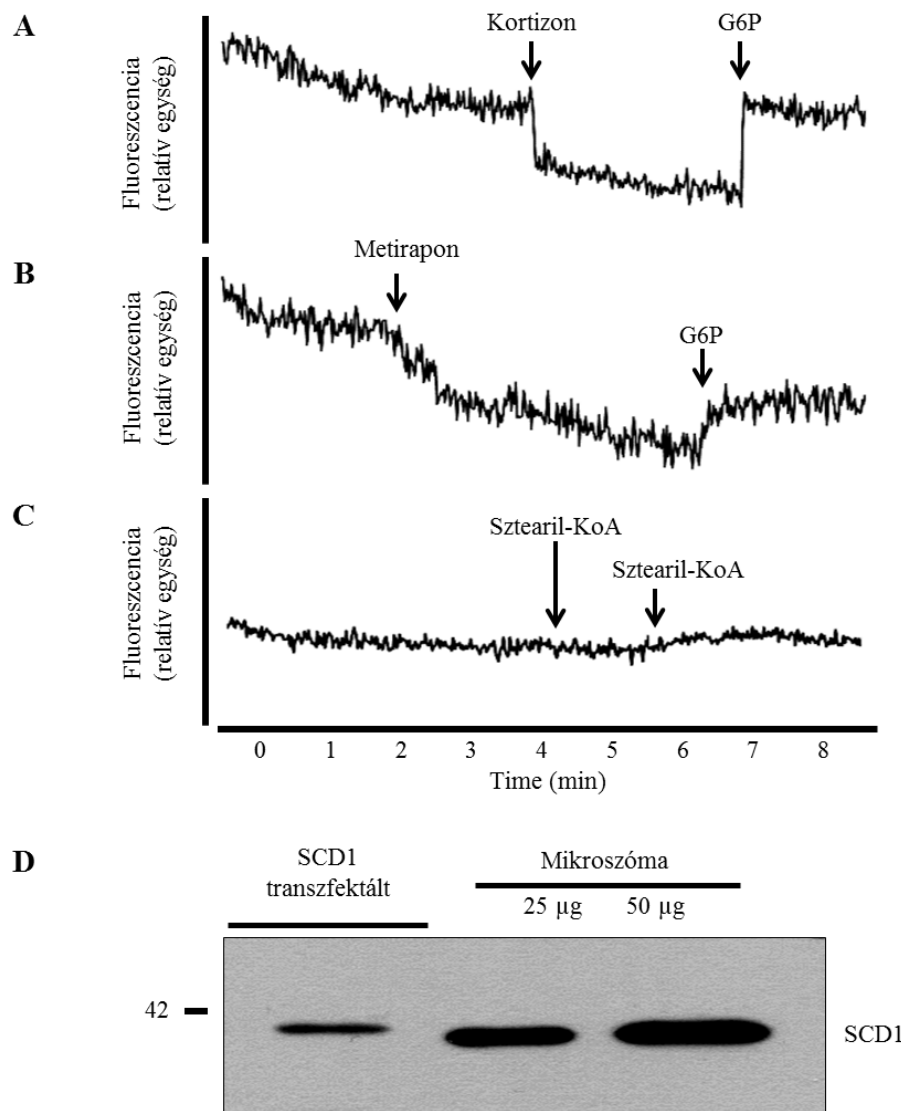 A
Kortizon
G6P
Fluoreszcencia
(relatív egység)
B
Metirapon
G6P
Fluoreszcencia
(relatív egység)
C
Sztearil-KoA
Sztearil-KoA
Fluoreszcencia
(relatív egység)
0 1 2 3 4 5 6 7 8
Time (min)
D
SCD1
transzfektált
Mikroszóma
25 µg 50 µg
42
SCD1